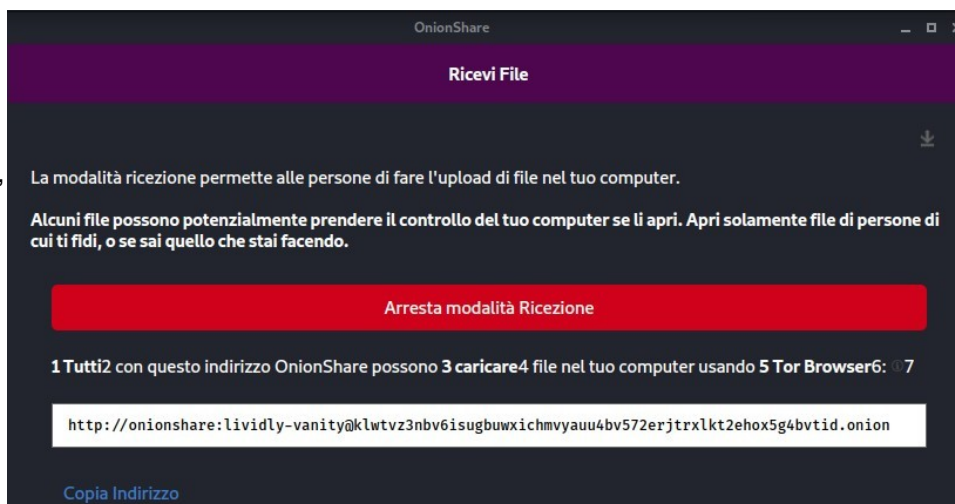 OnionShare
Ricevi File
,
La modalità ricezione permette alle persone di fare l'upload di file nel tuo computer.
Alcuni file possono potenzialmente prendere il controllo del tuo computer se li apri. Apri solamente file di persone di
cui ti fidi, o se sai quello che stai facendo.
Arresta modalità Ricezione
1 Tutti2 con questo indirizzo OnionShare possono 3 caricare4 file nel tuo computer usando 5 Tor Browser6: 7
http://onionshare:lividly-vanity@klwtvz3nbv6isugbuwxichmvyauu4bv572erjtrxlkt2ehox5g4bvtid.onion
Copia Indirizzo